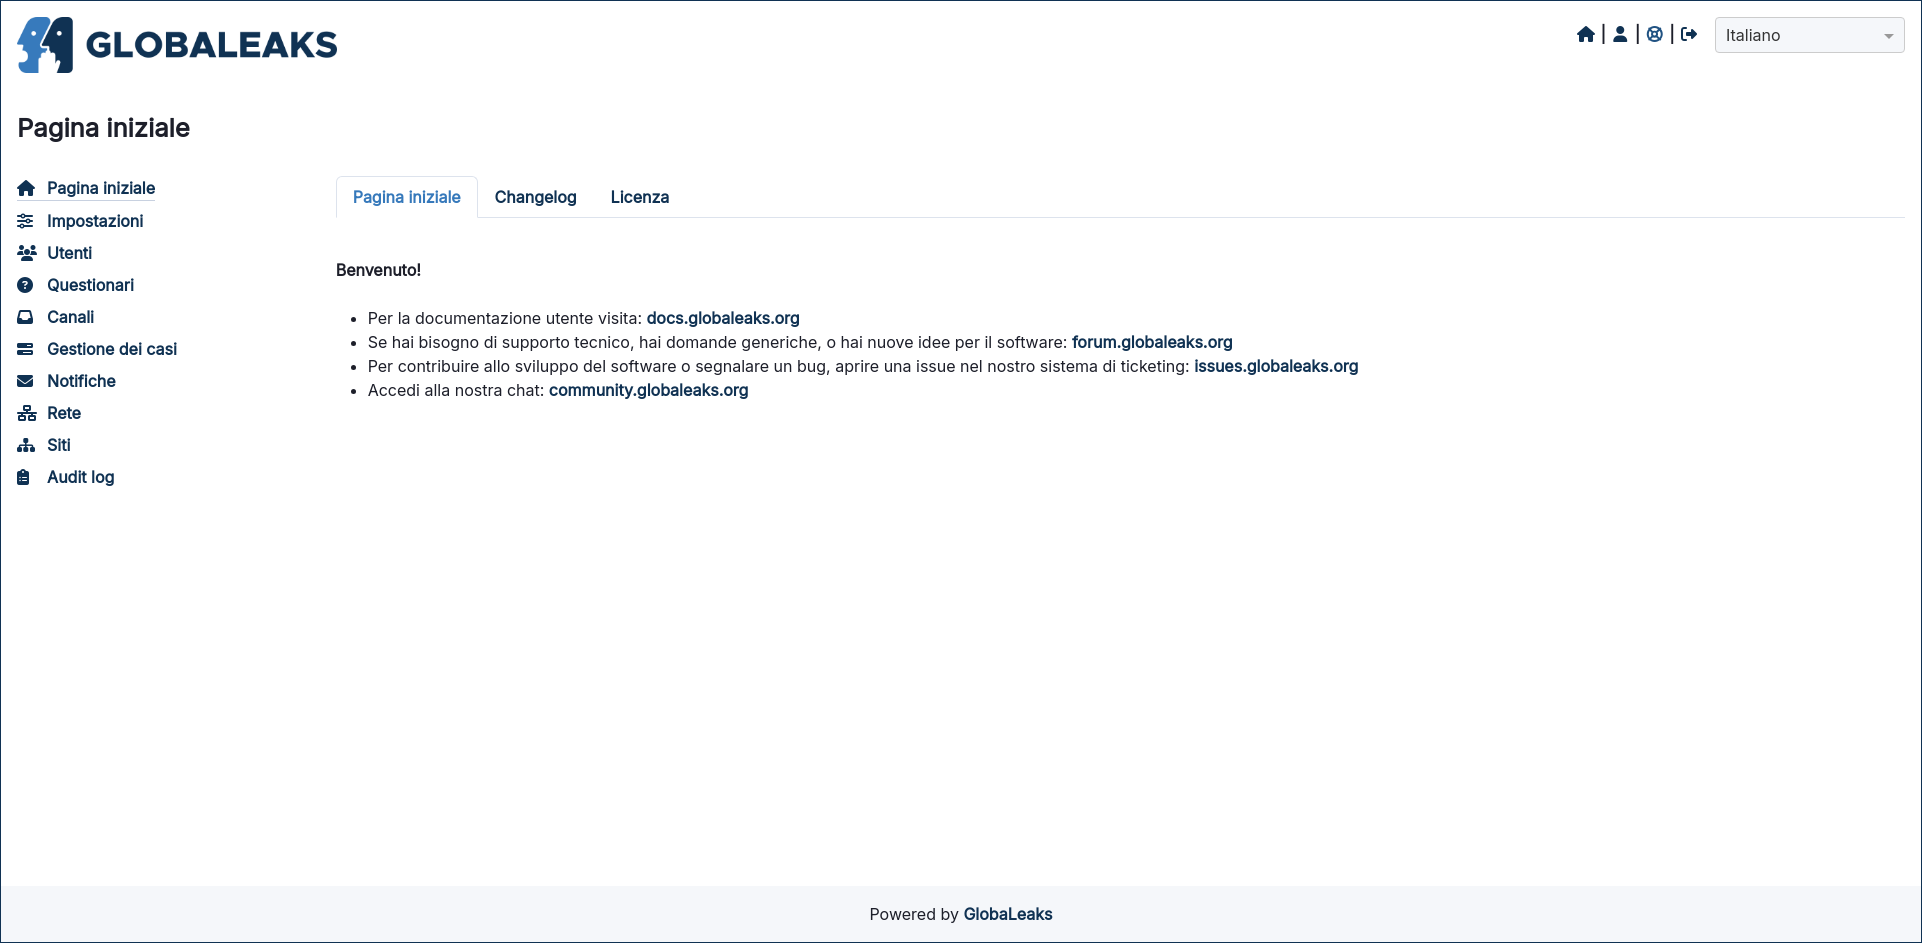 GLOBALEAKS
| | |
Italiano
Pagina iniziale
Pagina iniziale
Impostazioni
Utenti
Questionari
Canali
Gestione dei casi
Notifiche
Rete
Siti
Audit log
Pagina iniziale Changelog Licenza
Benvenuto!
• Per la documentazione utente visita: docs.globaleaks.org
• Se hai bisogno di supporto tecnico, hai domande generiche, o hai nuove idee per il software: forum.globaleaks.org
• Per contribuire allo sviluppo del software o segnalare un bug, aprire una issue nel nostro sistema di ticketing: issues.globaleaks.org
• Accedi alla nostra chat: community.globaleaks.org
Powered by GlobaLeaks